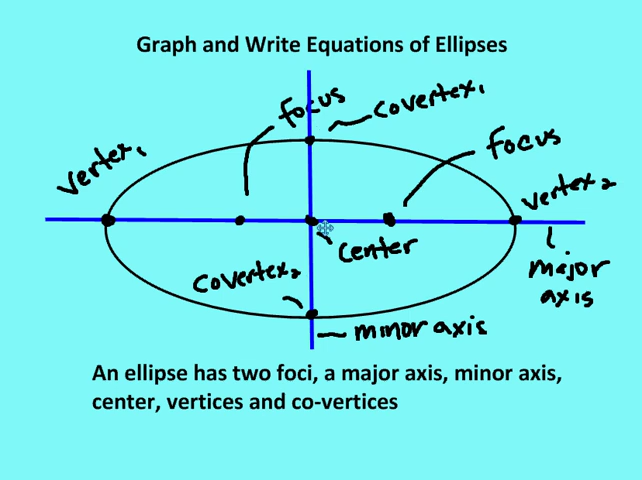 Graph and Write Equations of Ellipses
focus
covertex1
focus
vertex1
vertex2
center
major
axis
covertex2
minor axis
An ellipse has two foci, a major axis, minor axis,
center, vertices and co-vertices